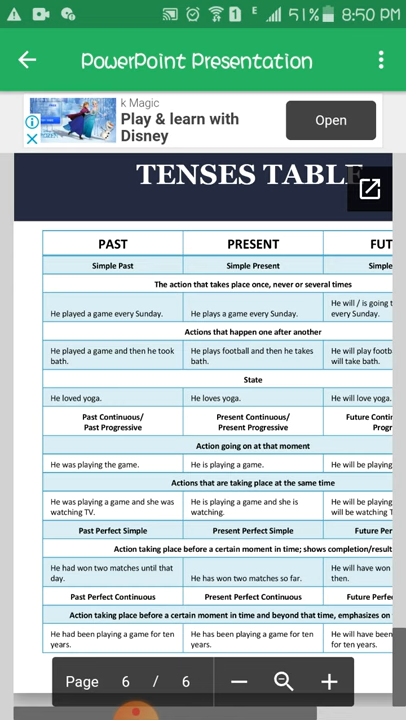 E 51% 8:50 PM
PowerPoint Presentation
k Magic
Play & learn with
Disney
Open
TENSES TABLE
PAST PRESENT FUT
Simple Past Simple Present Simple
The action that takes place once, never or several times
He played a game every Sunday. He plays a game every Sunday. He will / is going t
every Sunday.
Actions that happen one after another
He played a game and then he took
bath.
He plays football and then he takes
bath.
He will play footb
will take bath.
State
He loved yoga. He loves yoga. He will love yoga.
Past Continuous/
Past Progressive
Present Continuous/
Present Progressive
Future Contin
Progr
Action going on at that moment
He was playing the game. He is playing a game. He will be playing
Actions that are taking place at the same time
He was playing a game and she was
watching TV.
He is playing a game and she is
watching.
He will be playing
will be watching T
Past Perfect Simple Present Perfect Simple Future Per
Action taking place before a certain moment in time; shows completion/result
He had won two matches until that
day.
He has won two matches so far.
He will have won
then.
Past Perfect Continuous Present Perfect Continuous Future Perfe
Action taking place before a certain moment in time and beyond that time, emphasizes on
He had been playing a game for ten
years.
He has been playing a game for ten
years.
He will have been
for ten years.
Page 6 / 6